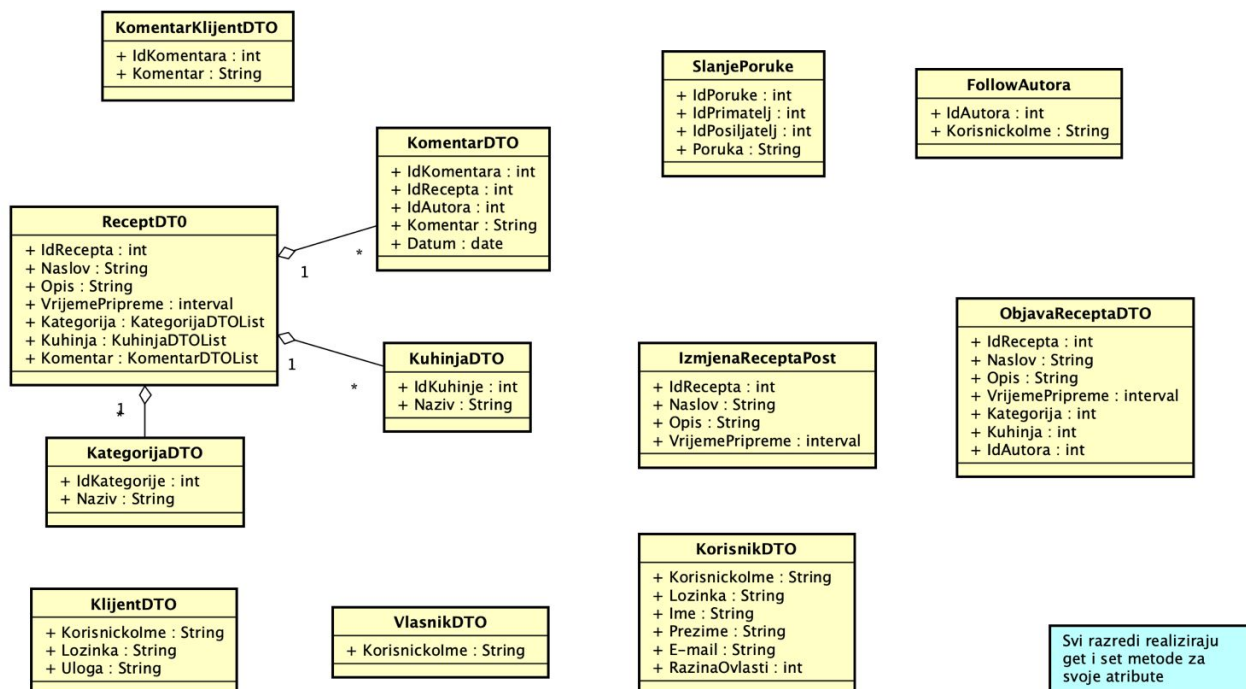 KomentarKlijentDTO
+ IdKomentara : int
+ Komentar : String
SlanjePoruke
+ IdPoruke : int
+ IdPrimatelj : int
+ IdPosiljatelj : int
+ Poruka : String
FollowAutora
+ IdAutora : int
+ KorisnickoIme : String
KomentarDTO
+ IdKomentara : int
+ IdRecepta : int
+ IdAutora : int
+ Komentar : String
+ Datum : date
ReceptDT0
+ IdRecepta : int
+ Naslov : String
+ Opis : String
+ VrijemePripreme : interval
+ Kategorija : KategorijaDTOList
+ Kuhinja : KuhinjaDTOList
+ Komentar : KomentarDTOList
1
*
1
*
1
*
KuhinjaDTO
+ IdKuhinje : int
+ Naziv : String
KategorijaDTO
+ IdKategorije : int
+ Naziv : String
IzmjenaReceptaPost
+ IdRecepta : int
+ Naslov : String
+ Opis : String
+ VrijemePripreme : interval
ObjavaReceptaDTO
+ IdRecepta : int
+ Naslov : String
+ Opis : String
+ VrijemePripreme : interval
+ Kategorija : int
+ Kuhinja : int
+ IdAutora : int
KlijentDTO
+ KorisnickoIme : String
+ Lozinka : String
+ Uloga : String
VlasnikDTO
+ KorisnickoIme : String
KorisnikDTO
+ KorisnickoIme : String
+ Lozinka : String
+ Ime : String
+ Prezime : String
+ E-mail : String
+ RazinaOvlasti : int
Svi razredi realiziraju
get i set metode za
svoje atribute